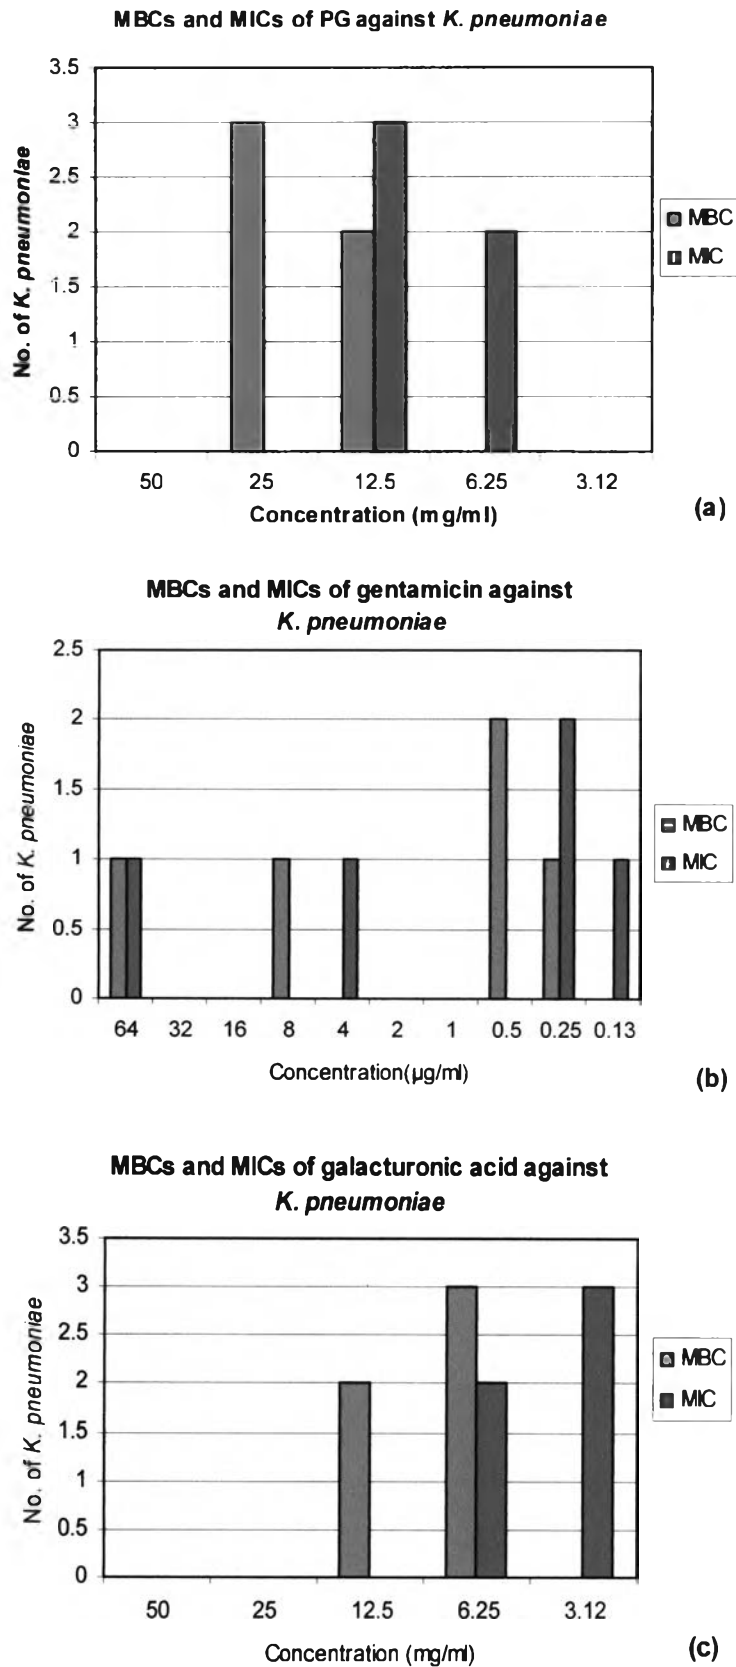 MBCs and MICs of PG against K. pneumoniae
3.5
3
2.5
2
1.5
1
0.5
0
No. of K. pneumoniae
50 25 12.5 6.25 3.12
Concentration (mg/ml)
MBC
MIC
(a)
MBCs and MICs of gentamicin against
K. pneumoniae
2.5
2
1.5
1
0.5
0
No. of K. pneumoniae
64 32 16 8 4 2 1 0.5 0.25 0.13
Concentration(µg/ml)
MBC
MIC
(b)
MBCs and MICs of galacturonic acid against
K. pneumoniae
3.5
3
2.5
2
1.5
1
0.5
0
No. of K. pneumoniae
50 25 12.5 6.25 3.12
Concentration (mg/ml)
MBC
MIC
(c)